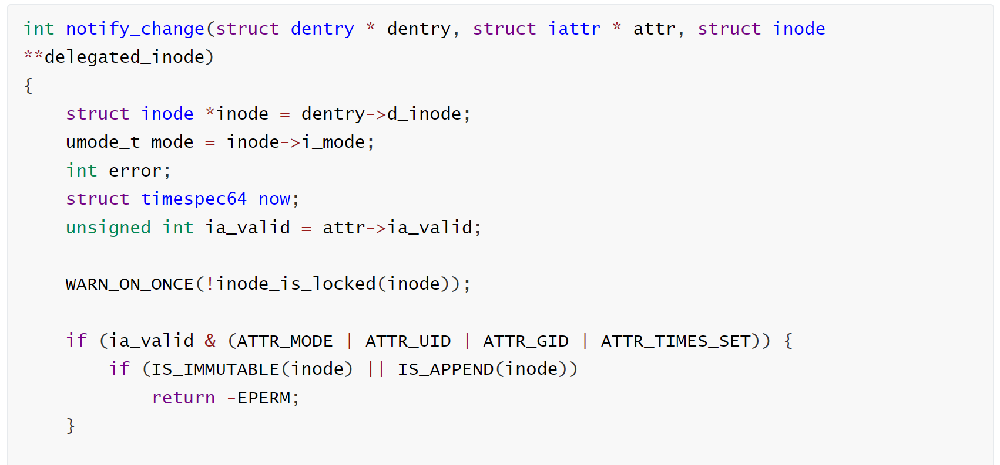 int notify_change(struct dentry * dentry, struct iattr * attr, struct inode
**delegated_inode)
{
    struct inode *inode = dentry->d_inode;
    umode_t mode = inode->i_mode;
    int error;
    struct timespec64 now;
    unsigned int ia_valid = attr->ia_valid;

    WARN_ON_ONCE(!inode_is_locked(inode));

    if (ia_valid & (ATTR_MODE | ATTR_UID | ATTR_GID | ATTR_TIMES_SET)) {
        if (IS_IMMUTABLE(inode) || IS_APPEND(inode))
            return -EPERM;
    }